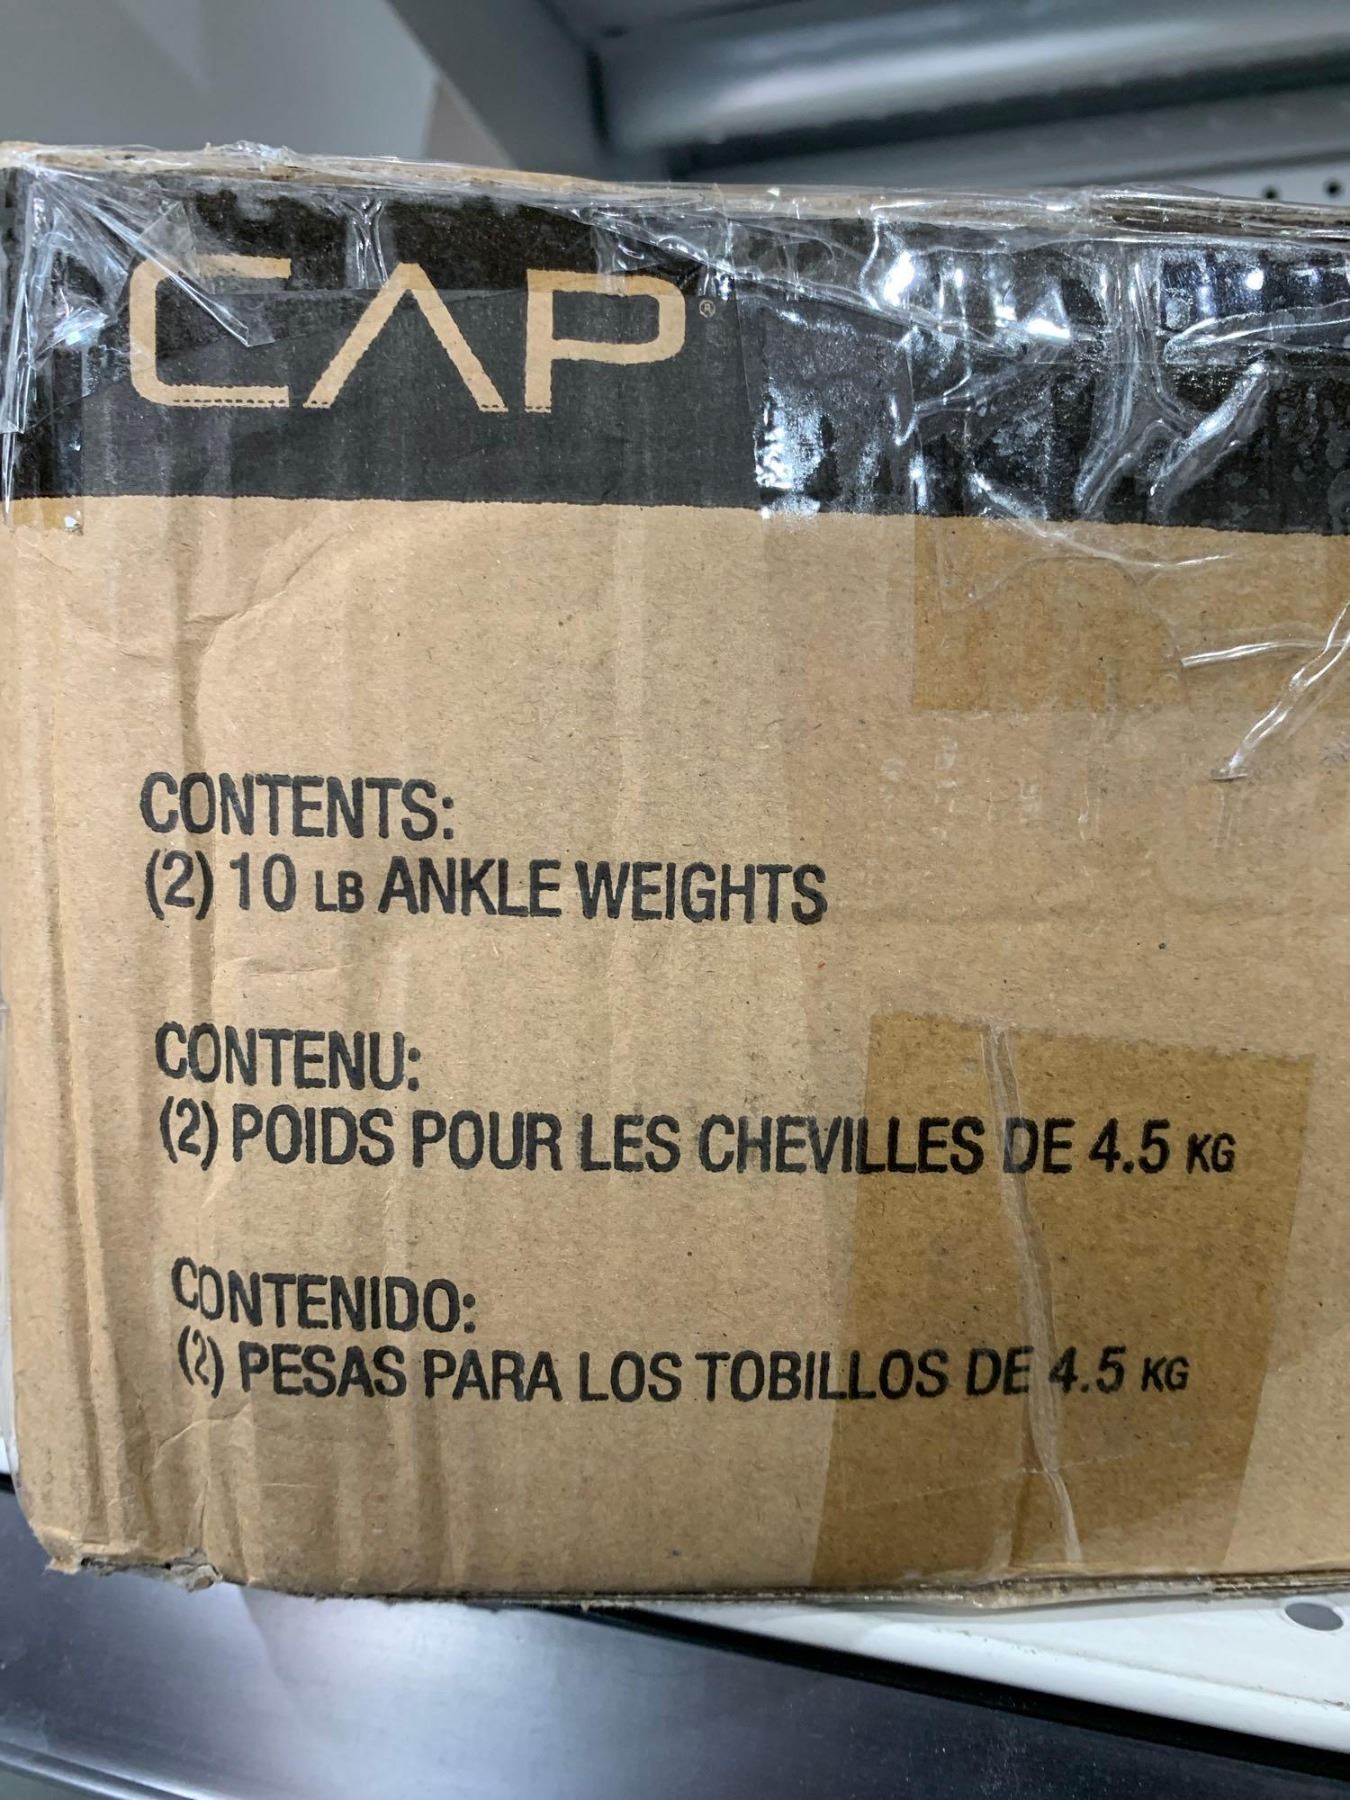 CAP®
CONTENTS:
(2) 10 LB ANKLE WEIGHTS
CONTENU:
(2) POIDS POUR LES CHEVILLES DE 4.5 KG
CONTENIDO:
(2) PESAS PARA LOS TOBILLOS DE 4.5 KG